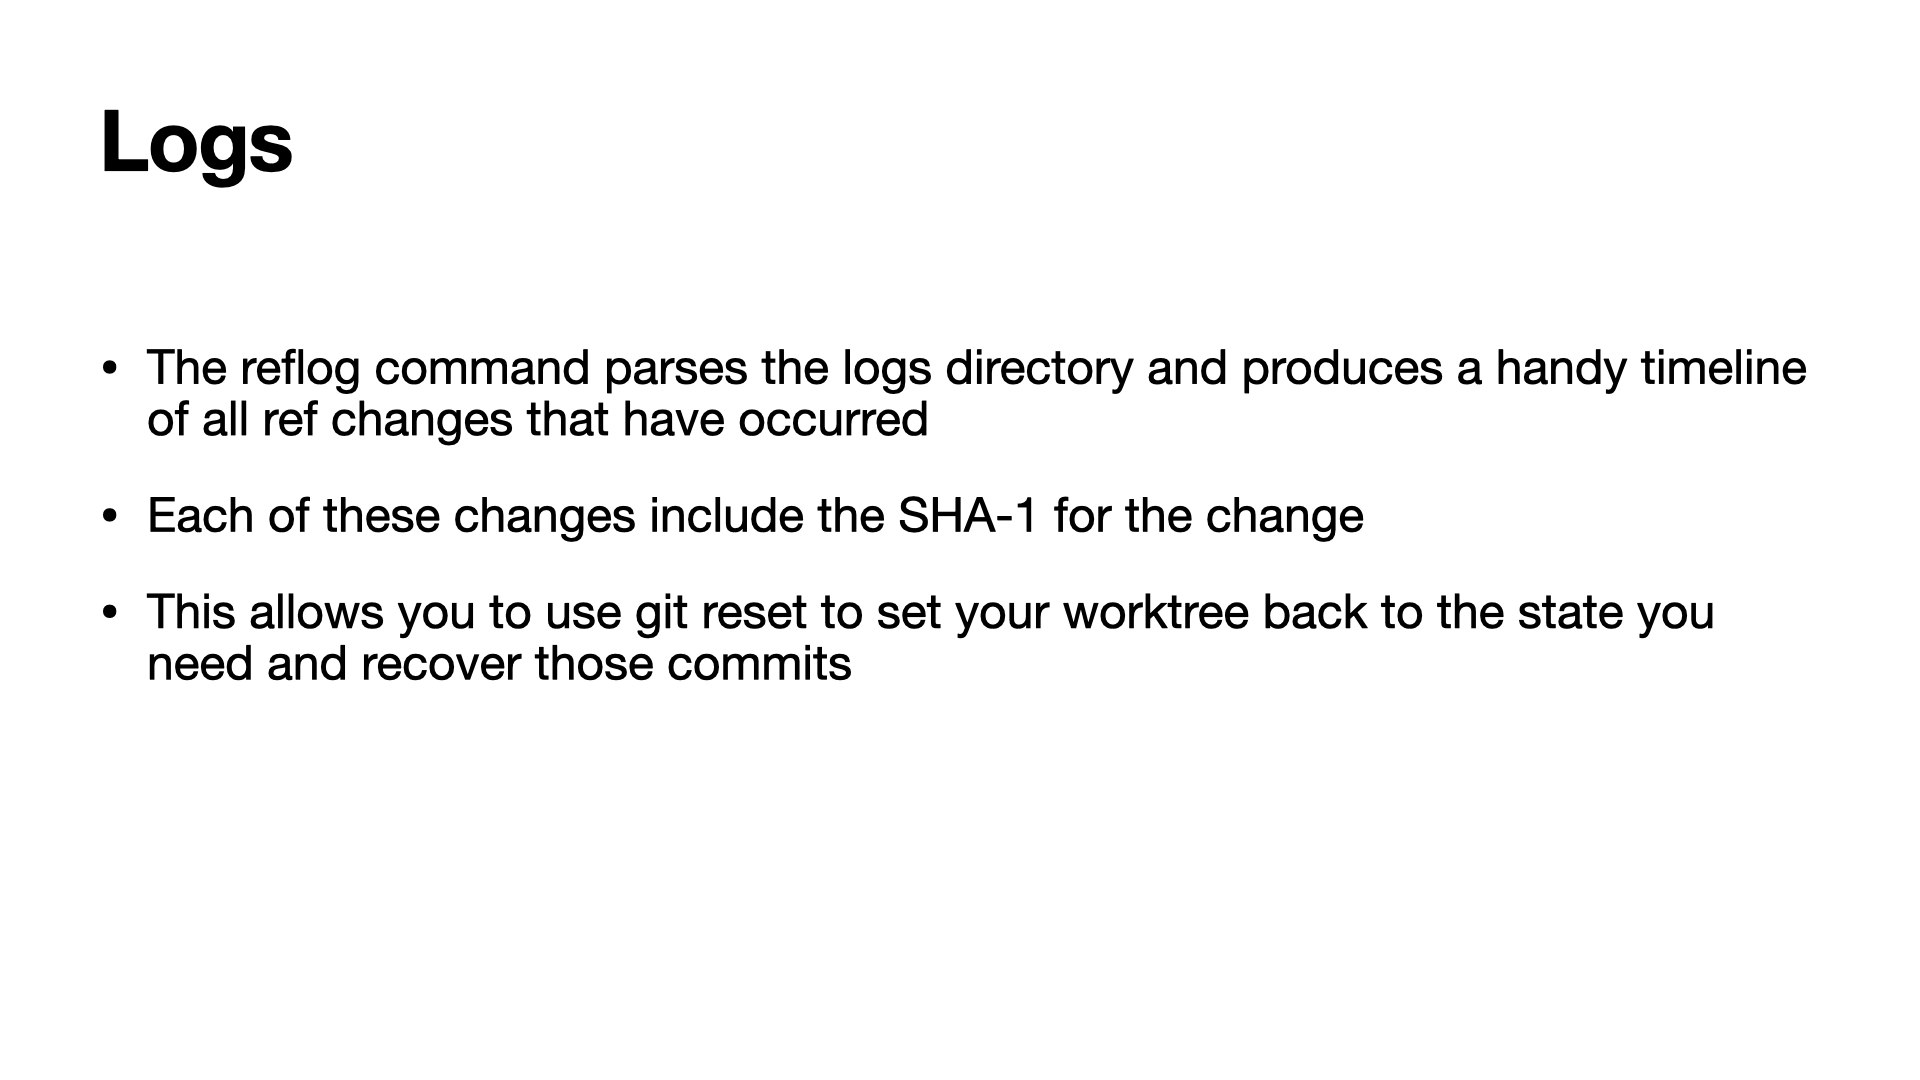 Logs
• The reflog command parses the logs directory and produces a handy timeline
of all ref changes that have occurred
• Each of these changes include the SHA-1 for the change
• This allows you to use git reset to set your worktree back to the state you
need and recover those commits